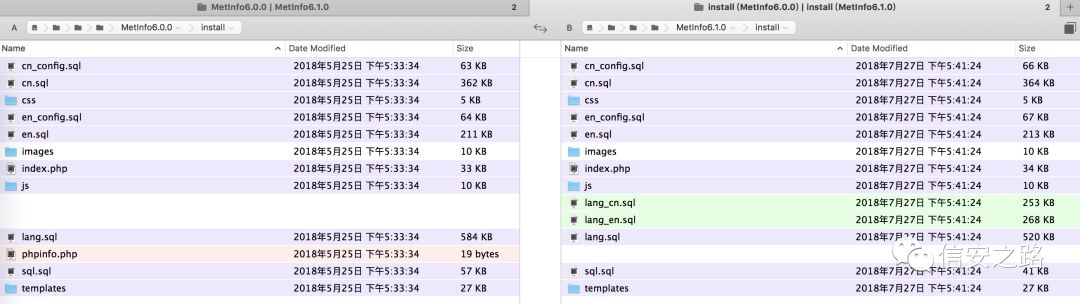 MetInfo6.0.0 | MetInfo6.1.0 2 install (MetInfo6.0.0) | install (MetInfo6.1.0) 2 +
A MetInfo6.0.0 install B MetInfo6.1.0 install
Name Date Modified Size Name Date Modified Size
cn_config.sql 2018年5月25日 下午5:33:34 63 KB cn_config.sql 2018年7月27日 下午5:41:24 66 KB
cn.sql 2018年5月25日 下午5:33:34 362 KB cn.sql 2018年7月27日 下午5:41:24 364 KB
css 2018年5月25日 下午5:33:34 5 KB css 2018年7月27日 下午5:41:24 5 KB
en_config.sql 2018年5月25日 下午5:33:34 64 KB en_config.sql 2018年7月27日 下午5:41:24 67 KB
en.sql 2018年5月25日 下午5:33:34 211 KB en.sql 2018年7月27日 下午5:41:24 213 KB
images 2018年5月25日 下午5:33:34 10 KB images 2018年7月27日 下午5:41:24 10 KB
index.php 2018年5月25日 下午5:33:34 33 KB index.php 2018年7月27日 下午5:41:24 34 KB
js 2018年5月25日 下午5:33:34 10 KB js 2018年7月27日 下午5:41:24 10 KB
lang_cn.sql 2018年7月27日 下午5:41:24 253 KB
lang_en.sql 2018年7月27日 下午5:41:24 268 KB
lang.sql 2018年5月25日 下午5:33:34 584 KB lang.sql 2018年7月27日 下午5:41:24 520 KB
phpinfo.php 2018年5月25日 下午5:33:34 19 bytes
信安之路
sql.sql 2018年5月25日 下午5:33:34 57 KB sql.sql 2018年7月27日 下午5:41:24 41 KB
templates 2018年5月25日 下午5:33:34 27 KB templates 2018年7月27日 下午5:41:24 27 KB